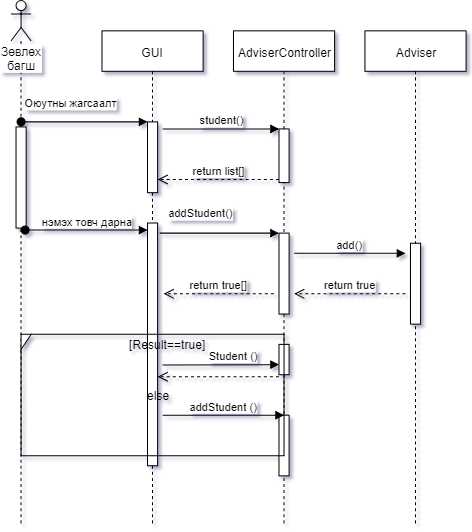 Зөвлөх
багш
GUI
AdviserController
Adviser
Оюутны жагсаалт
student()
return list[]
нэмэх товч дарна
addStudent()
add()
return true[]
return true
[Result==true]
Student ()
else
addStudent ()